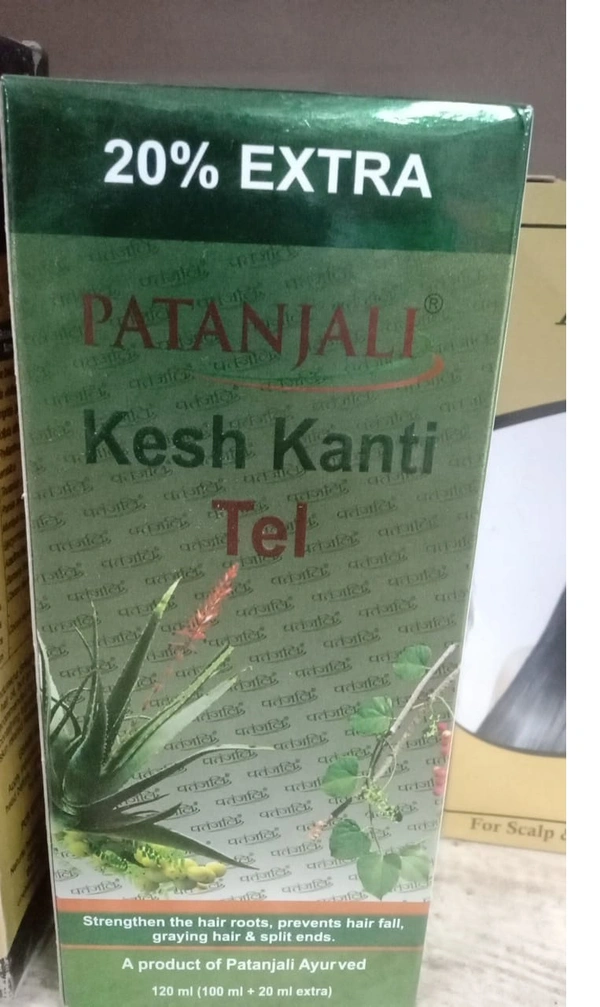 20% EXTRA
PATANJALI®
Kesh Kanti
Tel
Strengthen the hair roots, prevents hair fall,
graying hair & split ends.
A product of Patanjali Ayurved
120 ml (100 ml + 20 ml extra)
For Scalp &